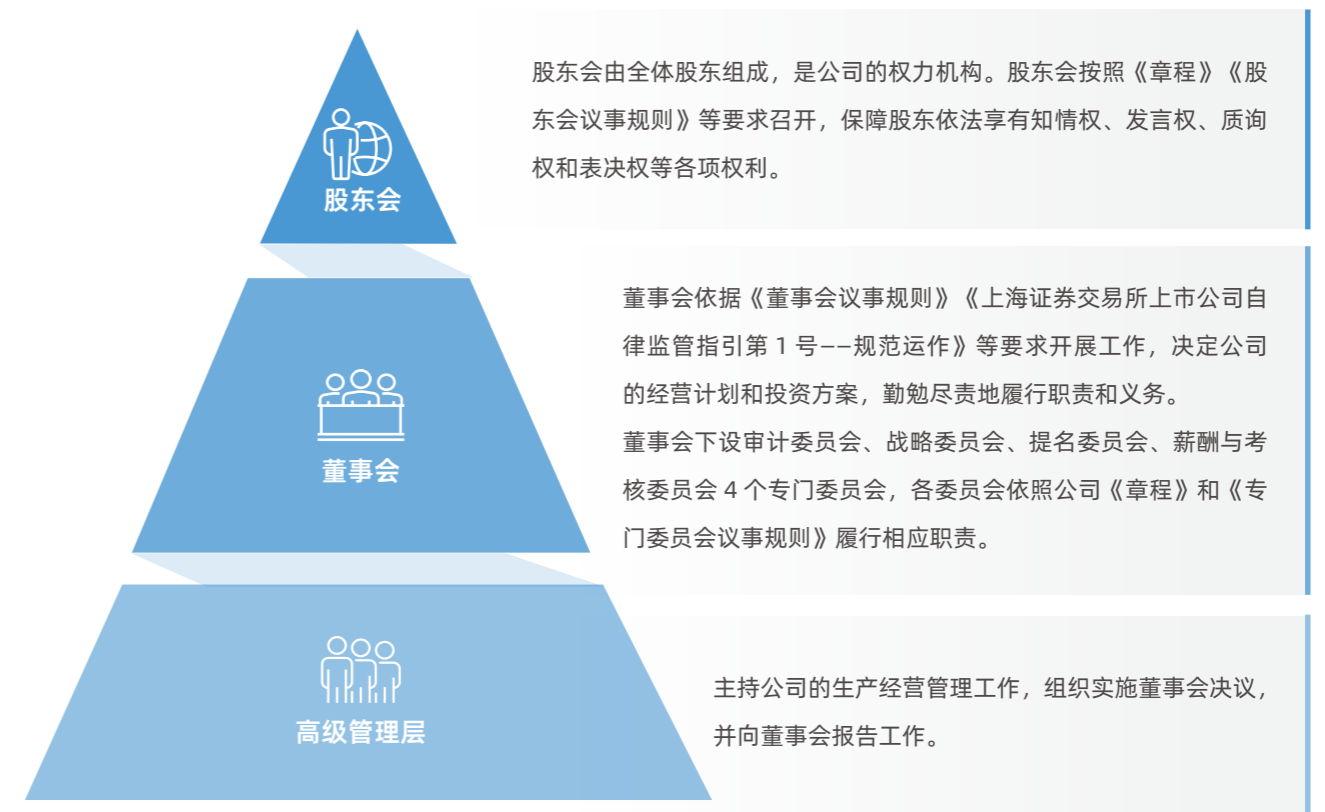 股东会
股东会由全体股东组成，是公司的权力机构。股东会按照《章程》《股
东会议事规则》等要求召开，保障股东依法享有知情权、发言权、质询
权和表决权等各项权利。
董事会
董事会依据《董事会议事规则》《上海证券交易所上市公司自
律监管指引第 1 号——规范运作》等要求开展工作，决定公司
的经营计划和投资方案，勤勉尽责地履行职责和义务。
董事会下设审计委员会、战略委员会、提名委员会、薪酬与考
核委员会 4 个专门委员会，各委员会依照公司《章程》和《专
门委员会议事规则》履行相应职责。
高级管理层
主持公司的生产经营管理工作，组织实施董事会决议，
并向董事会报告工作。